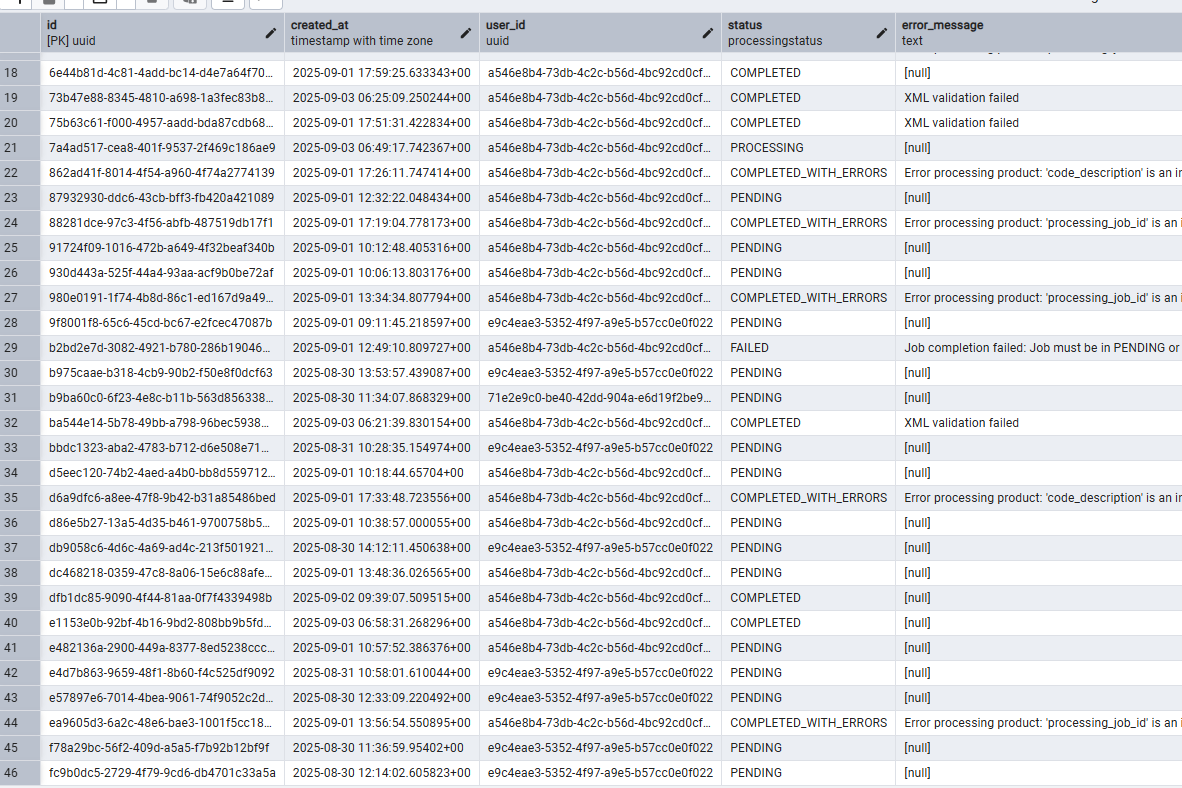 id created_at user_id status error_message
[PK] uuid timestamp with time zone uuid processingstatus text
18 6e44b81d-4c81-4add-bc14-d4e7a64f70… 2025-09-01 17:59:25.633343+00 a546e8b4-73db-4c2c-b56d-4bc92cd0cf… COMPLETED [null]
19 73b47e88-8345-4810-a698-1a3fec83b8… 2025-09-03 06:25:09.250244+00 a546e8b4-73db-4c2c-b56d-4bc92cd0cf… COMPLETED XML validation failed
20 75b63c61-f000-4957-aadd-bda87cdb68… 2025-09-01 17:51:31.422834+00 a546e8b4-73db-4c2c-b56d-4bc92cd0cf… COMPLETED XML validation failed
21 7a4ad517-cea8-401f-9537-2f469c186ae9 2025-09-03 06:49:17.742367+00 a546e8b4-73db-4c2c-b56d-4bc92cd0cf… PROCESSING [null]
22 862ad41f-8014-4f54-a960-4f74a2774139 2025-09-01 17:26:11.747414+00 a546e8b4-73db-4c2c-b56d-4bc92cd0cf… COMPLETED_WITH_ERRORS Error processing product: 'code_description' is an
23 87932930-ddc6-43cb-bff3-fb420a421089 2025-09-01 12:32:22.048434+00 a546e8b4-73db-4c2c-b56d-4bc92cd0cf… PENDING [null]
24 88281dce-97c3-4f56-abfb-487519db17f1 2025-09-01 17:19:04.778173+00 a546e8b4-73db-4c2c-b56d-4bc92cd0cf… COMPLETED_WITH_ERRORS Error processing product: 'processing_job_id' is an
25 91724f09-1016-472b-a649-4f32beaf340b 2025-09-01 10:12:48.405316+00 a546e8b4-73db-4c2c-b56d-4bc92cd0cf… PENDING [null]
26 930d443a-525f-44a4-93aa-acf9b0be72af 2025-09-01 10:06:13.803176+00 a546e8b4-73db-4c2c-b56d-4bc92cd0cf… PENDING [null]
27 980e0191-1f74-4b8d-86c1-ed167d9a49… 2025-09-01 13:34:34.807794+00 a546e8b4-73db-4c2c-b56d-4bc92cd0cf… COMPLETED_WITH_ERRORS Error processing product: 'processing_job_id' is an
28 9f8001f8-65c6-45cd-bc67-e2fcec47087b 2025-09-01 09:11:45.218597+00 e9c4eae3-5352-4f97-a9e5-b57cc0e0f022 PENDING [null]
29 b2bd2e7d-3082-4921-b780-286b19046… 2025-09-01 12:49:10.809727+00 a546e8b4-73db-4c2c-b56d-4bc92cd0cf… FAILED Job completion failed: Job must be in PENDING or
30 b975caae-b318-4cb9-90b2-f50e8f0dcf63 2025-08-30 13:53:57.439087+00 e9c4eae3-5352-4f97-a9e5-b57cc0e0f022 PENDING [null]
31 b9ba60c0-6f23-4e8c-b11b-563d856338… 2025-08-30 11:34:07.868329+00 71e2e9c0-be40-42dd-904a-e6d19f2be9… PENDING [null]
32 ba544e14-5b78-49bb-a798-96bec5938… 2025-09-03 06:21:39.830154+00 a546e8b4-73db-4c2c-b56d-4bc92cd0cf… COMPLETED XML validation failed
33 bbdc1323-aba2-4783-b712-d6e508e71… 2025-08-31 10:28:35.154974+00 e9c4eae3-5352-4f97-a9e5-b57cc0e0f022 PENDING [null]
34 d5eec120-74b2-4aed-a4b0-bb8d559712… 2025-09-01 10:18:44.65704+00 a546e8b4-73db-4c2c-b56d-4bc92cd0cf… PENDING [null]
35 d6a9dfc6-a8ee-47f8-9b42-b31a85486bed 2025-09-01 17:33:48.723556+00 a546e8b4-73db-4c2c-b56d-4bc92cd0cf… COMPLETED_WITH_ERRORS Error processing product: 'code_description' is an
36 d86e5b27-13a5-4d35-b461-9700758b5… 2025-09-01 10:38:57.000055+00 a546e8b4-73db-4c2c-b56d-4bc92cd0cf… PENDING [null]
37 db9058c6-4d6c-4a69-ad4c-213f501921… 2025-08-30 14:12:11.450638+00 e9c4eae3-5352-4f97-a9e5-b57cc0e0f022 PENDING [null]
38 dc468218-0359-47c8-8a06-15e6c88afe… 2025-09-01 13:48:36.026565+00 a546e8b4-73db-4c2c-b56d-4bc92cd0cf… PENDING [null]
39 dfb1dc85-9090-4f44-81aa-0f7f4339498b 2025-09-02 09:39:07.509515+00 a546e8b4-73db-4c2c-b56d-4bc92cd0cf… COMPLETED [null]
40 e1153e0b-92bf-4b16-9bd2-808bb9b5fd… 2025-09-03 06:58:31.268296+00 a546e8b4-73db-4c2c-b56d-4bc92cd0cf… COMPLETED [null]
41 e482136a-2900-449a-8377-8ed5238ccc… 2025-09-01 10:57:52.386376+00 a546e8b4-73db-4c2c-b56d-4bc92cd0cf… PENDING [null]
42 e4d7b863-9659-48f1-8b60-f4c525df9092 2025-08-31 10:58:01.610044+00 e9c4eae3-5352-4f97-a9e5-b57cc0e0f022 PENDING [null]
43 e57897e6-7014-4bea-9061-74f9052c2d… 2025-08-30 12:33:09.220492+00 e9c4eae3-5352-4f97-a9e5-b57cc0e0f022 PENDING [null]
44 ea9605d3-6a2c-48e6-bae3-1001f5cc18… 2025-09-01 13:56:54.550895+00 a546e8b4-73db-4c2c-b56d-4bc92cd0cf… COMPLETED_WITH_ERRORS Error processing product: 'processing_job_id' is an
45 f78a29bc-56f2-409d-a5a5-f7b92b12bf9f 2025-08-30 11:36:59.95402+00 e9c4eae3-5352-4f97-a9e5-b57cc0e0f022 PENDING [null]
46 fc9b0dc5-2729-4f79-9cd6-db4701c33a5a 2025-08-30 12:14:02.605823+00 e9c4eae3-5352-4f97-a9e5-b57cc0e0f022 PENDING [null]